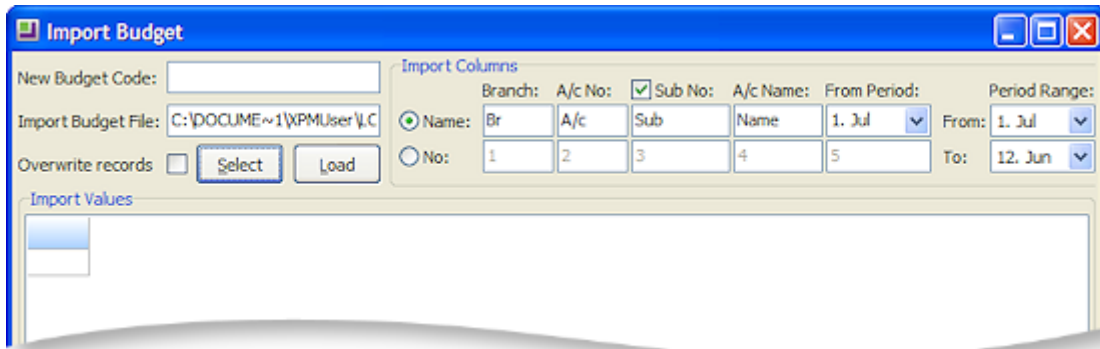 Import Budget
New Budget Code:
Import Budget File: C:\DOCUME~1\XPMUser\LC
Overwrite records Select Load
Import Columns
Branch: A/c No: Sub No: A/c Name: From Period: Period Range:
Name: Br A/c Sub Name 1. Jul From: 1. Jul
No: 1 2 3 4 5 To: 12. Jun
Import Values